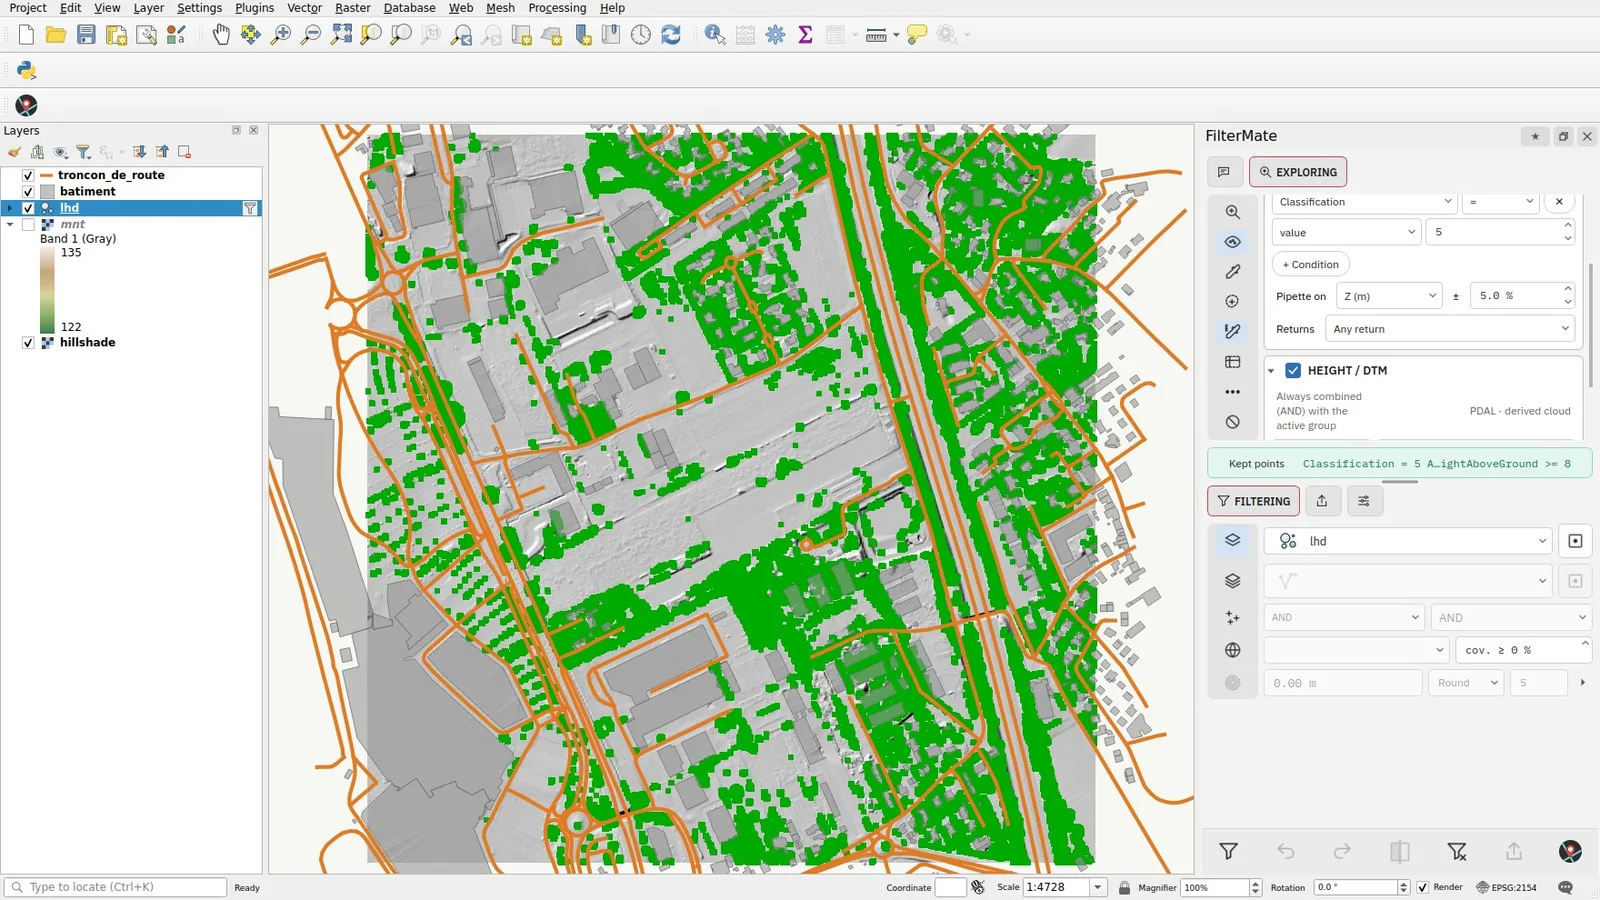 Project Edit View Layer Settings Plugins Vector Raster Database Web Mesh Processing Help
Layers
troncon_de_route
batiment
lhd
mnt
Band 1 (Gray)
135
122
hillshade
FilterMate
EXPLORING
Classification =
value 5
+ Condition
Pipette on Z (m) ± 5.0 %
Returns Any return
HEIGHT / DTM
Always combined
(AND) with the
active group
PDAL · derived cloud
Kept points Classification = 5 A…ightAboveGround >= 8
FILTERING
lhd
AND AND
cov. ≥ 0 %
0.00 m Round 5
Type to locate (Ctrl+K) Ready Coordinate Scale 1:4728 Magnifier 100% Rotation 0.0 ° Render EPSG:2154